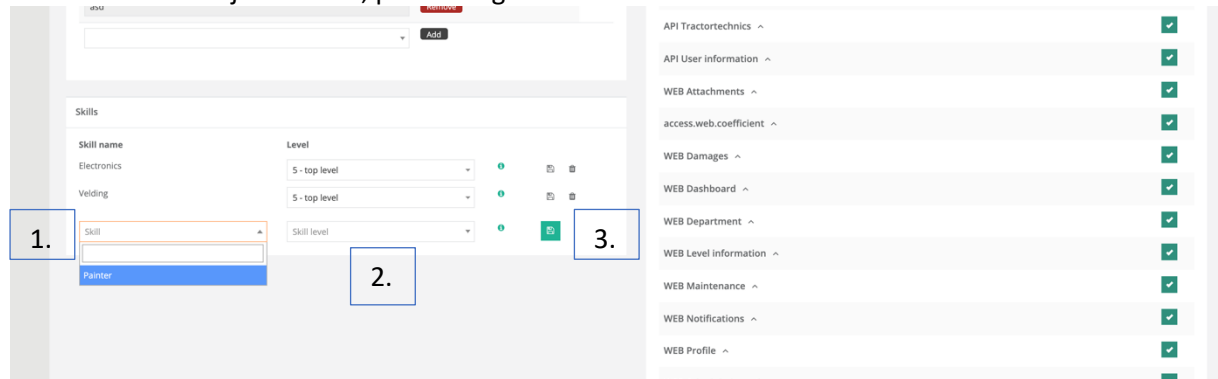 asd
Remove
Add
Skills
Skill name Level
Electronics 5 - top level
Velding 5 - top level
1. Skill Skill level 3.
Painter
2.
API Tractortechnics
API User information
WEB Attachments
access.web.coefficient
WEB Damages
WEB Dashboard
WEB Department
WEB Level information
WEB Maintenance
WEB Notifications
WEB Profile